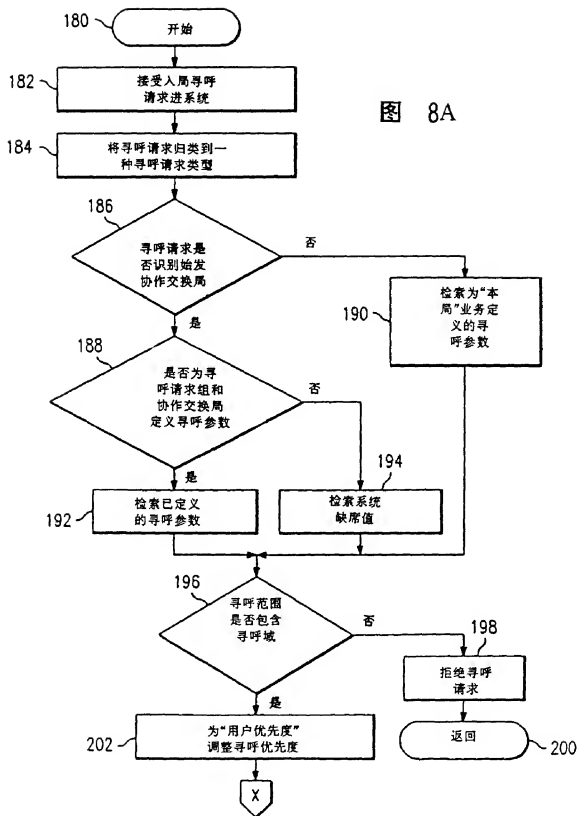 180
开始
182
接受入局寻呼
请求进系统
图 8A
184
将寻呼请求归类到一
种寻呼请求类型
186
寻呼请求是
否识别始发
协作交换局
否
是
190
检索为“本
局”业务定
义的寻
呼参数
188
是否为寻
呼请求组和
协作交换局
定义寻呼参数
否
是
192
检索已定义
的寻呼参数
194
检索系统
缺席值
196
寻呼范围
是否包含
寻呼域
否
是
198
拒绝寻呼
请求
返回
200
202
为“用户优先度”
调整寻呼优先度
X